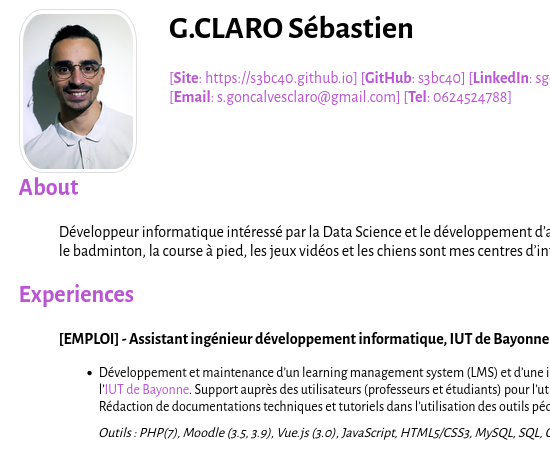 G.CLARO Sébastien
[Site: https://s3bc40.github.io] [GitHub: s3bc40] [LinkedIn: sg
[Email: s.goncalvesclaro@gmail.com] [Tel: 0624524788]
About
Développeur informatique intéressé par la Data Science et le développement d'a
le badminton, la course à pied, les jeux vidéos et les chiens sont mes centres d'in
Experiences
[EMPLOI] - Assistant ingénieur développement informatique, IUT de Bayonne
• Développement et maintenance d'un learning management system (LMS) et d'une i
l'IUT de Bayonne. Support auprès des utilisateurs (professeurs et étudiants) pour l'ut
Rédaction de documentations techniques et tutoriels dans l'utilisation des outils péd
Outils : PHP(7), Moodle (3.5, 3.9), Vue.js (3.0), JavaScript, HTML5/CSS3, MySQL, SQL,